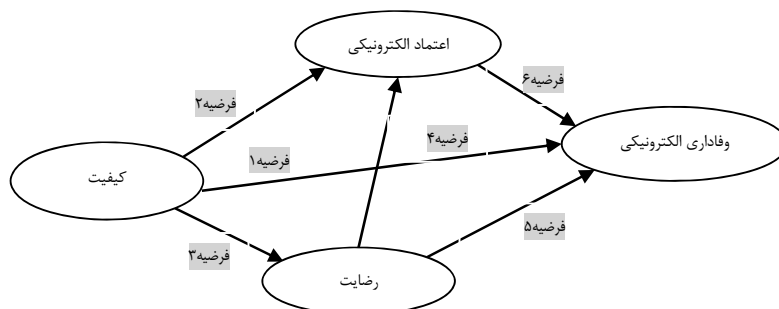 اعتماد الکترونیکی
فرضیه۶
فرضیه۲
وفاداری الکترونیکی
فرضیه۴
فرضیه۱
کیفیت
فرضیه۳
فرضیه۵
رضایت